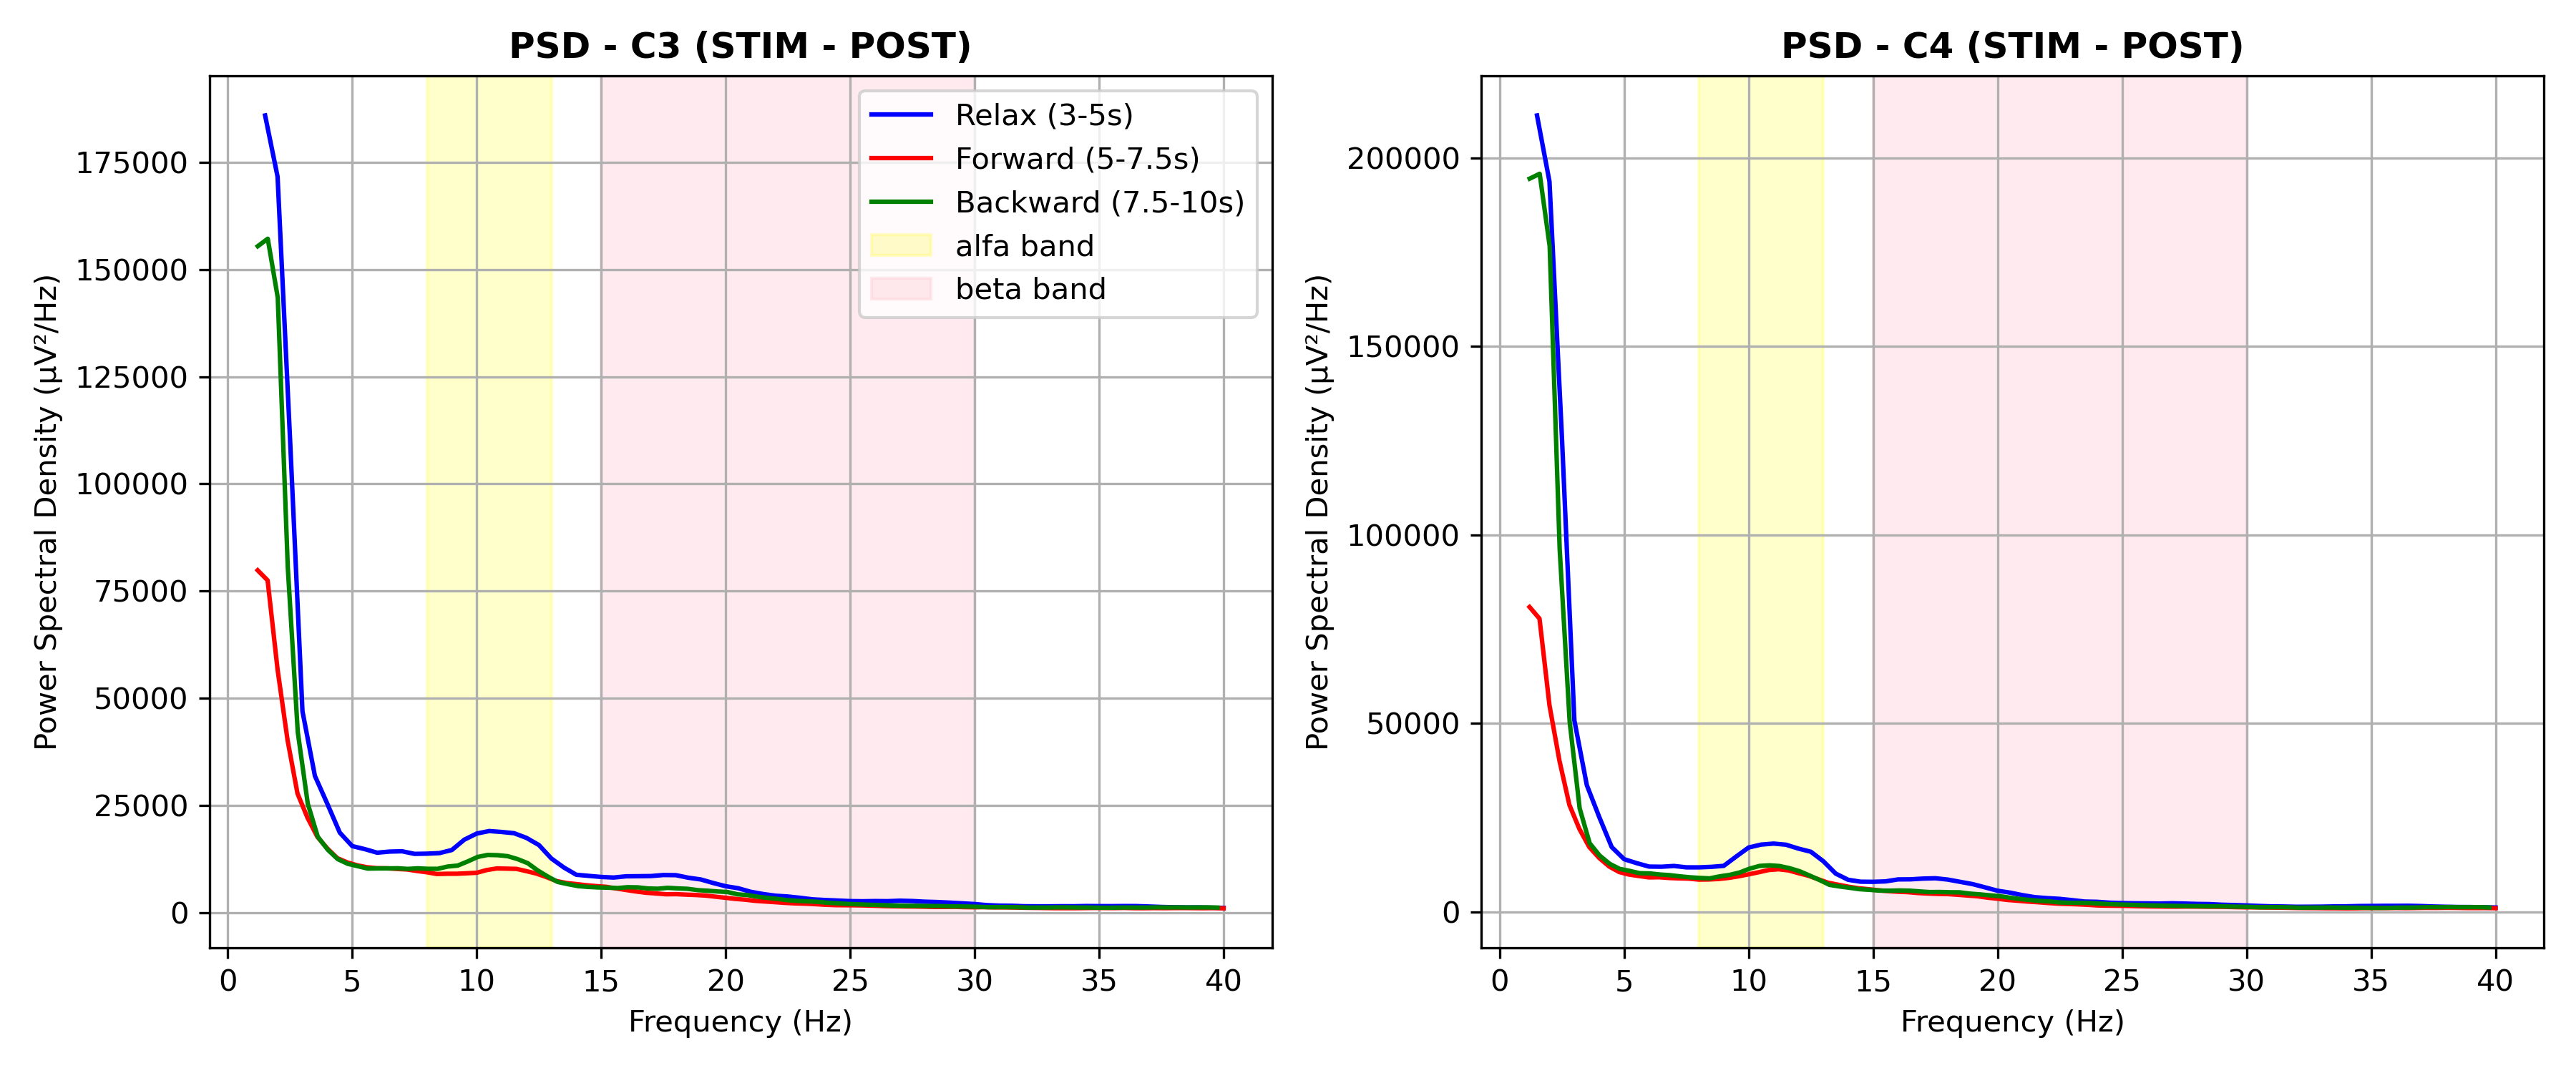 PSD - C3 (STIM - POST)
Power Spectral Density (µV²/Hz)
175000
150000
125000
100000
75000
50000
25000
0
Relax (3-5s)
Forward (5-7.5s)
Backward (7.5-10s)
alfa band
beta band
0 5 10 15 20 25 30 35 40
Frequency (Hz)
PSD - C4 (STIM - POST)
Power Spectral Density (µV²/Hz)
200000
150000
100000
50000
0
0 5 10 15 20 25 30 35 40
Frequency (Hz)